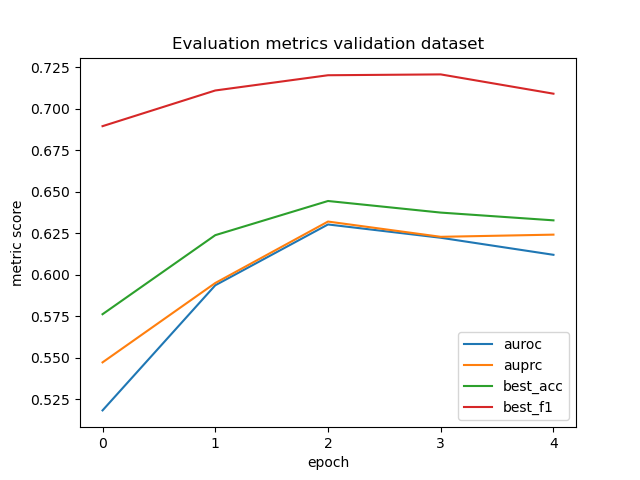 Evaluation metrics validation dataset
metric score
0.725
0.700
0.675
0.650
0.625
0.600
0.575
0.550
0.525
auroc
auprc
best_acc
best_f1
0 1 2 3 4
epoch